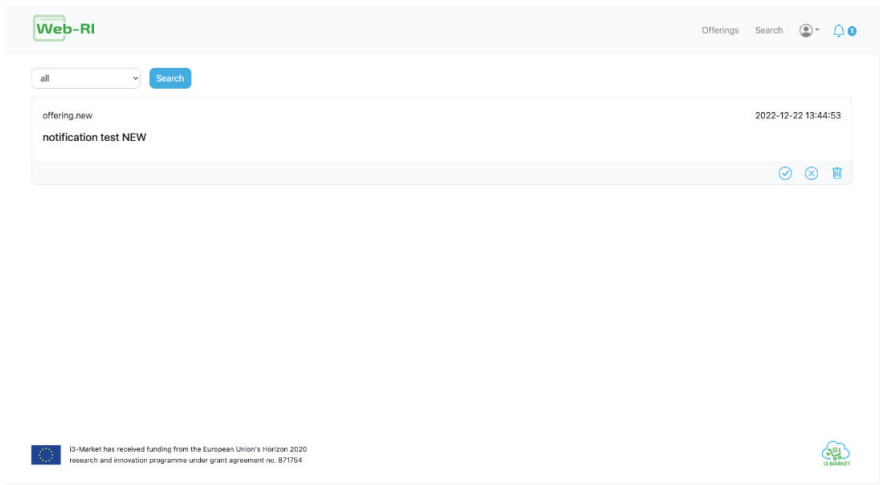 Web-RI
Offerings Search 1
all Search
offering.new 2022-12-22 13:44:53
notification test NEW
i3-Market has received funding from the European Union's Horizon 2020
research and innovation programme under grant agreement no. 871754
i3-MARKET